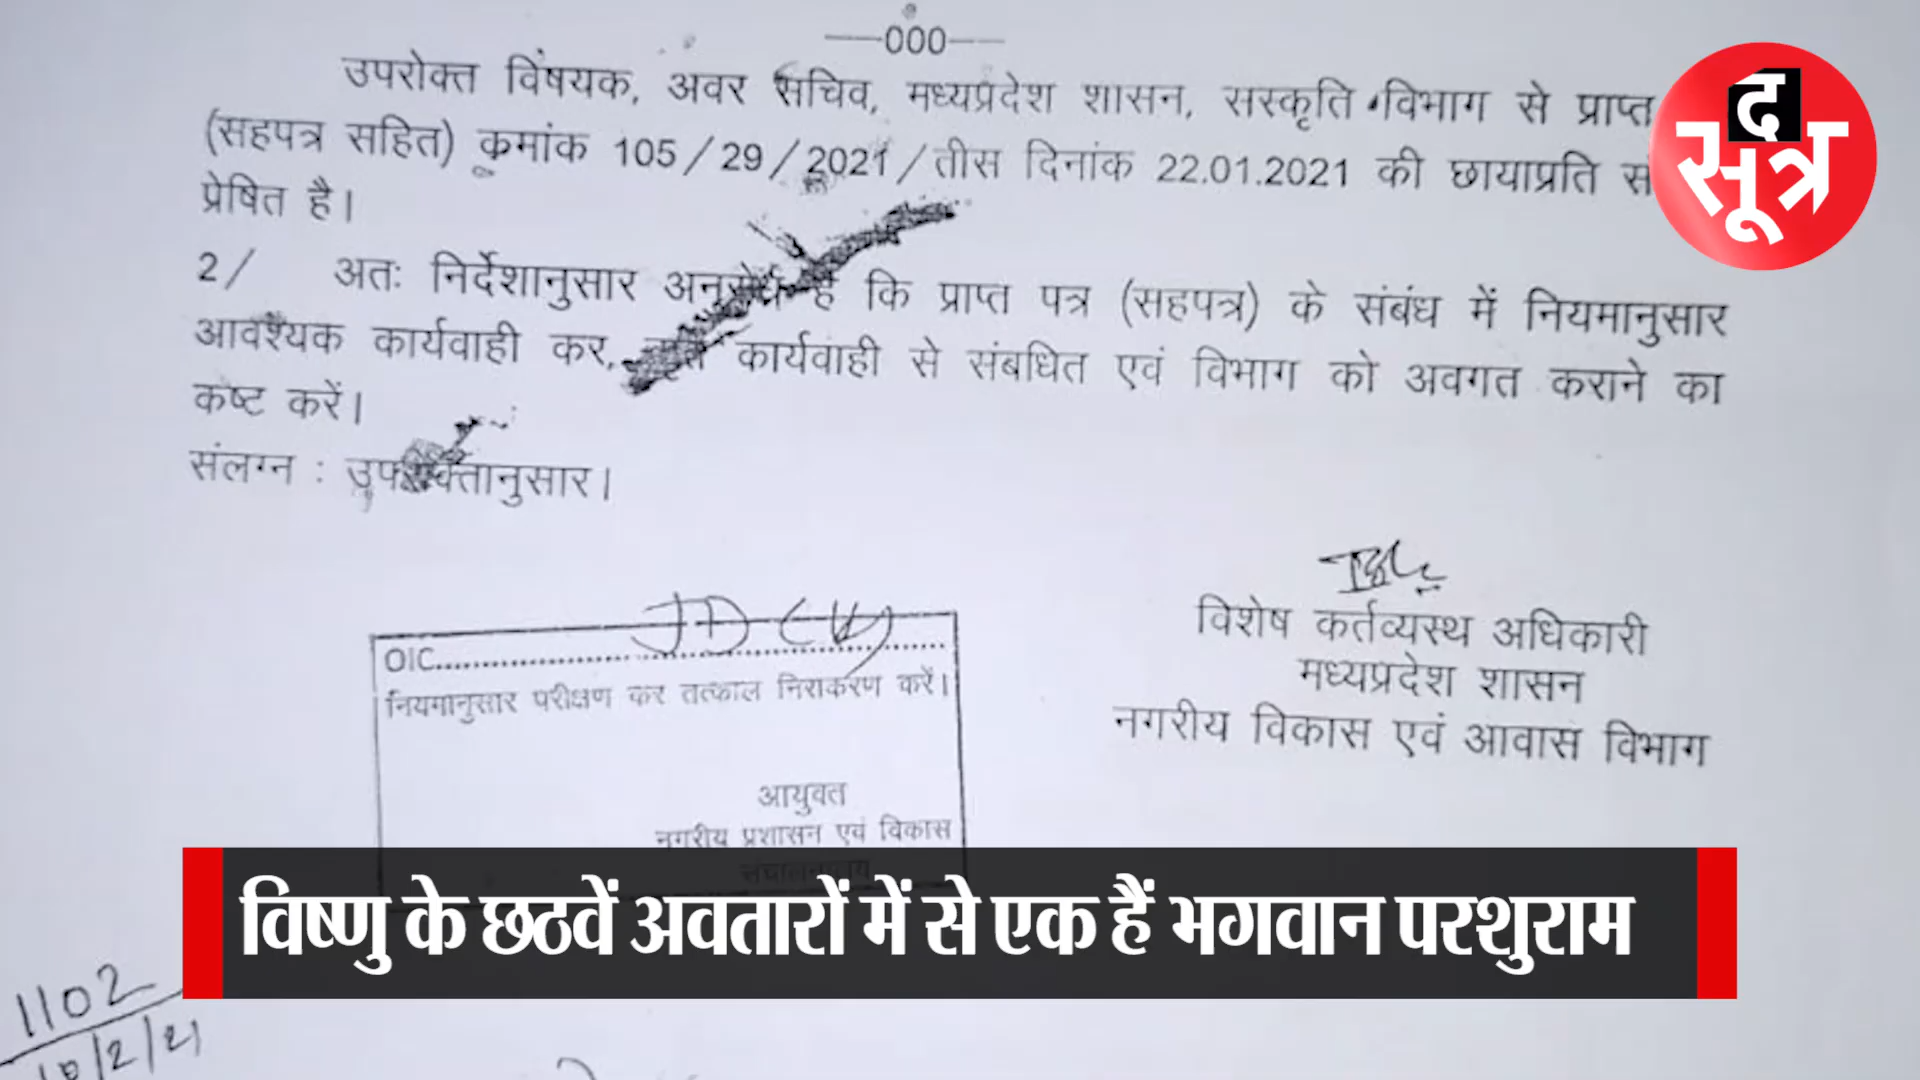 —000—
उपरोक्त विषयक, अवर सचिव, मध्यप्रदेश शासन, सस्कृति विभाग से प्राप्त
(सहपत्र सहित) क्रमांक 105/29/2021/तीस दिनांक 22.01.2021 की छायाप्रति
प्रेषित है।
2/ अतः निर्देशानुसार अनुरोध है कि प्राप्त पत्र (सहपत्र) के संबंध में नियमानुसार
आवश्यक कार्यवाही कर, कार्यवाही से संबधित एवं विभाग को अवगत कराने का
कष्ट करें।
संलग्न : उपरोक्तानुसार।
विशेष कर्तव्यस्थ अधिकारी
मध्यप्रदेश शासन
नगरीय विकास एवं आवास विभाग
OIC
नियमानुसार परीक्षण कर तत्काल निराकरण करें।
आयुक्त
नगरीय प्रशासन एवं विकास
द सूत्र
विष्णु के छठवें अवतारों में से एक हैं भगवान परशुराम
1102
/2/21